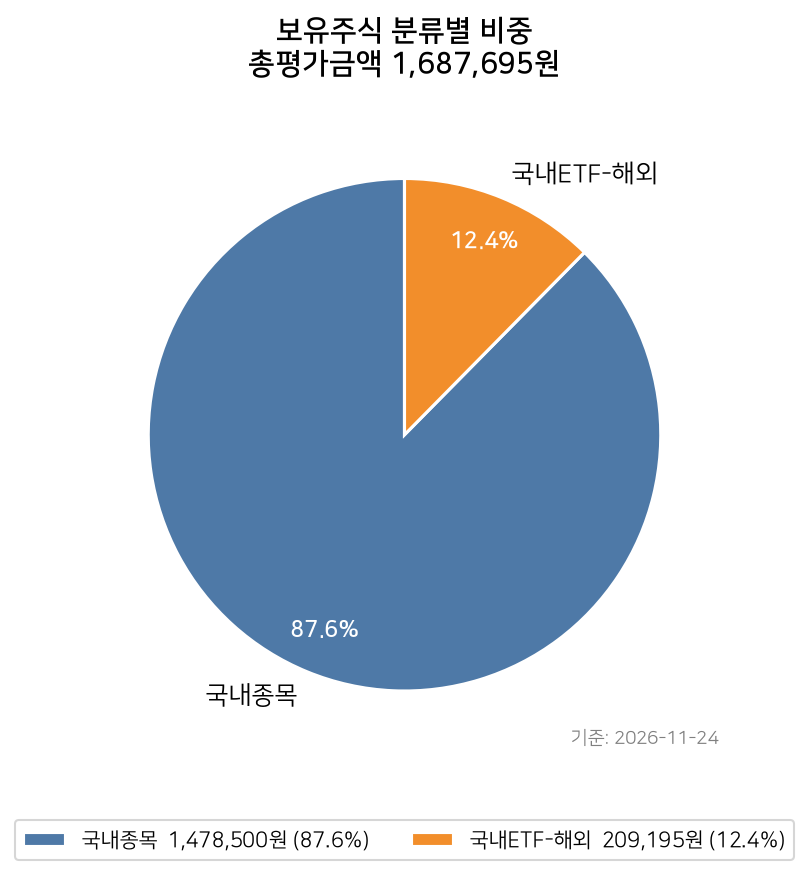 보유주식 분류별 비중
총평가금액 1,687,695원
국내ETF-해외
12.4%
87.6%
국내종목
기준: 2026-11-24
국내종목 1,478,500원 (87.6%) 국내ETF-해외 209,195원 (12.4%)